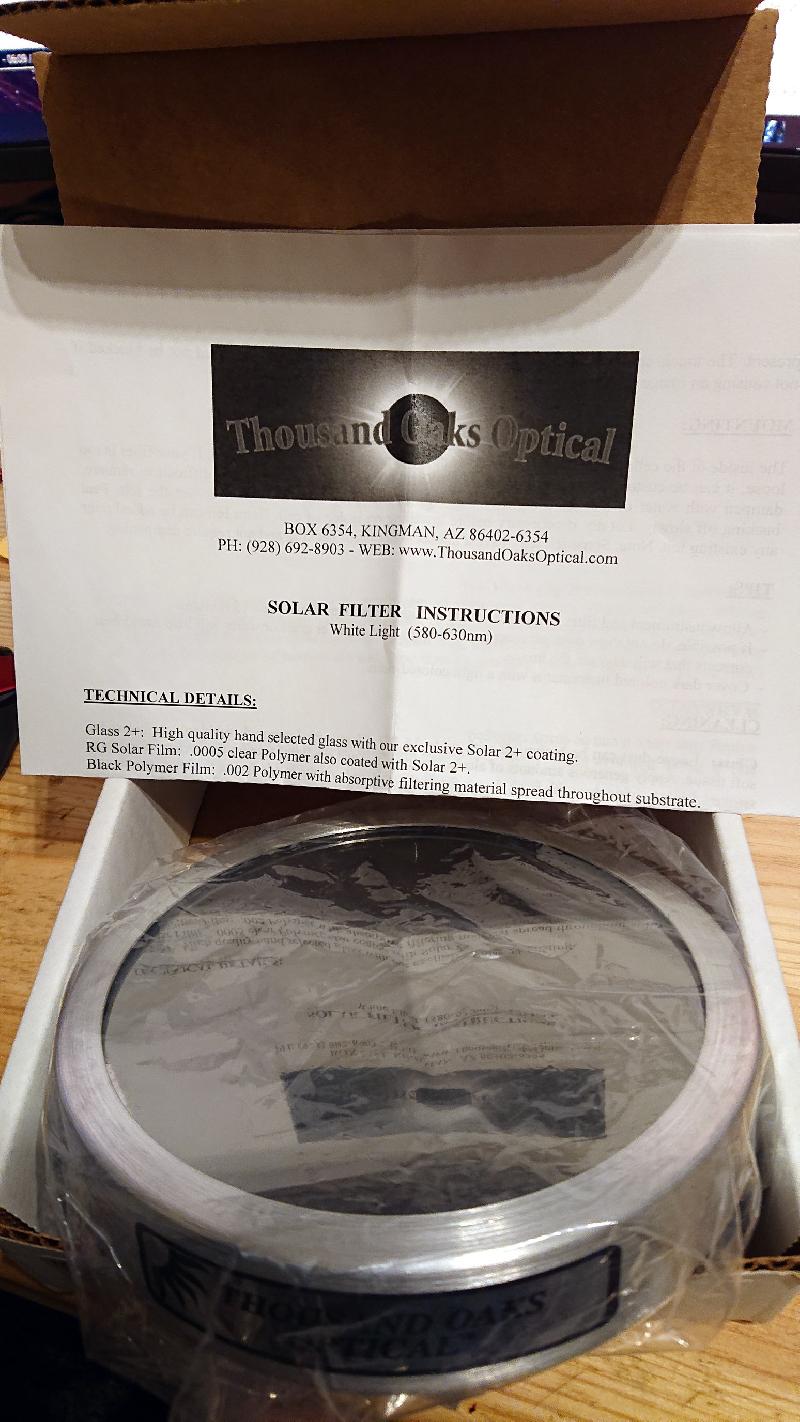 Thousand Oaks Optical
BOX 6354, KINGMAN, AZ 86402-6354
PH: (928) 692-8903 - WEB: www.ThousandOaksOptical.com
SOLAR FILTER INSTRUCTIONS
White Light (580-630nm)
TECHNICAL DETAILS:
Glass 2+: High quality hand selected glass with our exclusive Solar 2+ coating.
RG Solar Film: .0005 clear Polymer also coated with Solar 2+.
Black Polymer Film: .002 Polymer with absorptive filtering material spread throughout substrate.
THOUSAND OAKS
OPTICAL